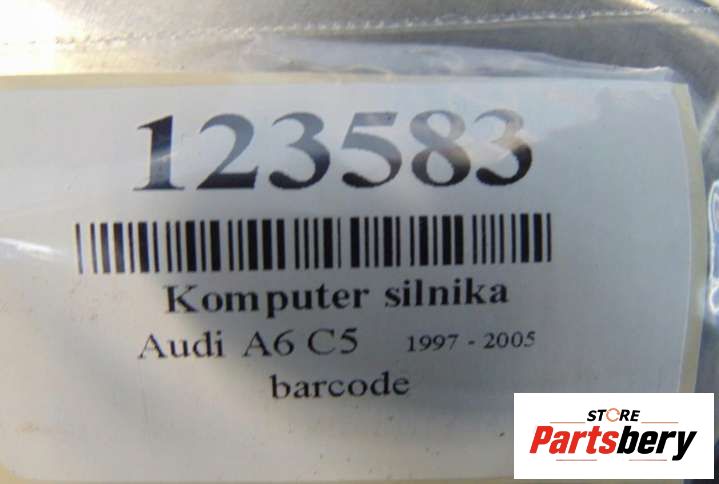 123583
Komputer silnika
Audi A6 C5 1997 - 2005
barcode
STORE
Partsbery